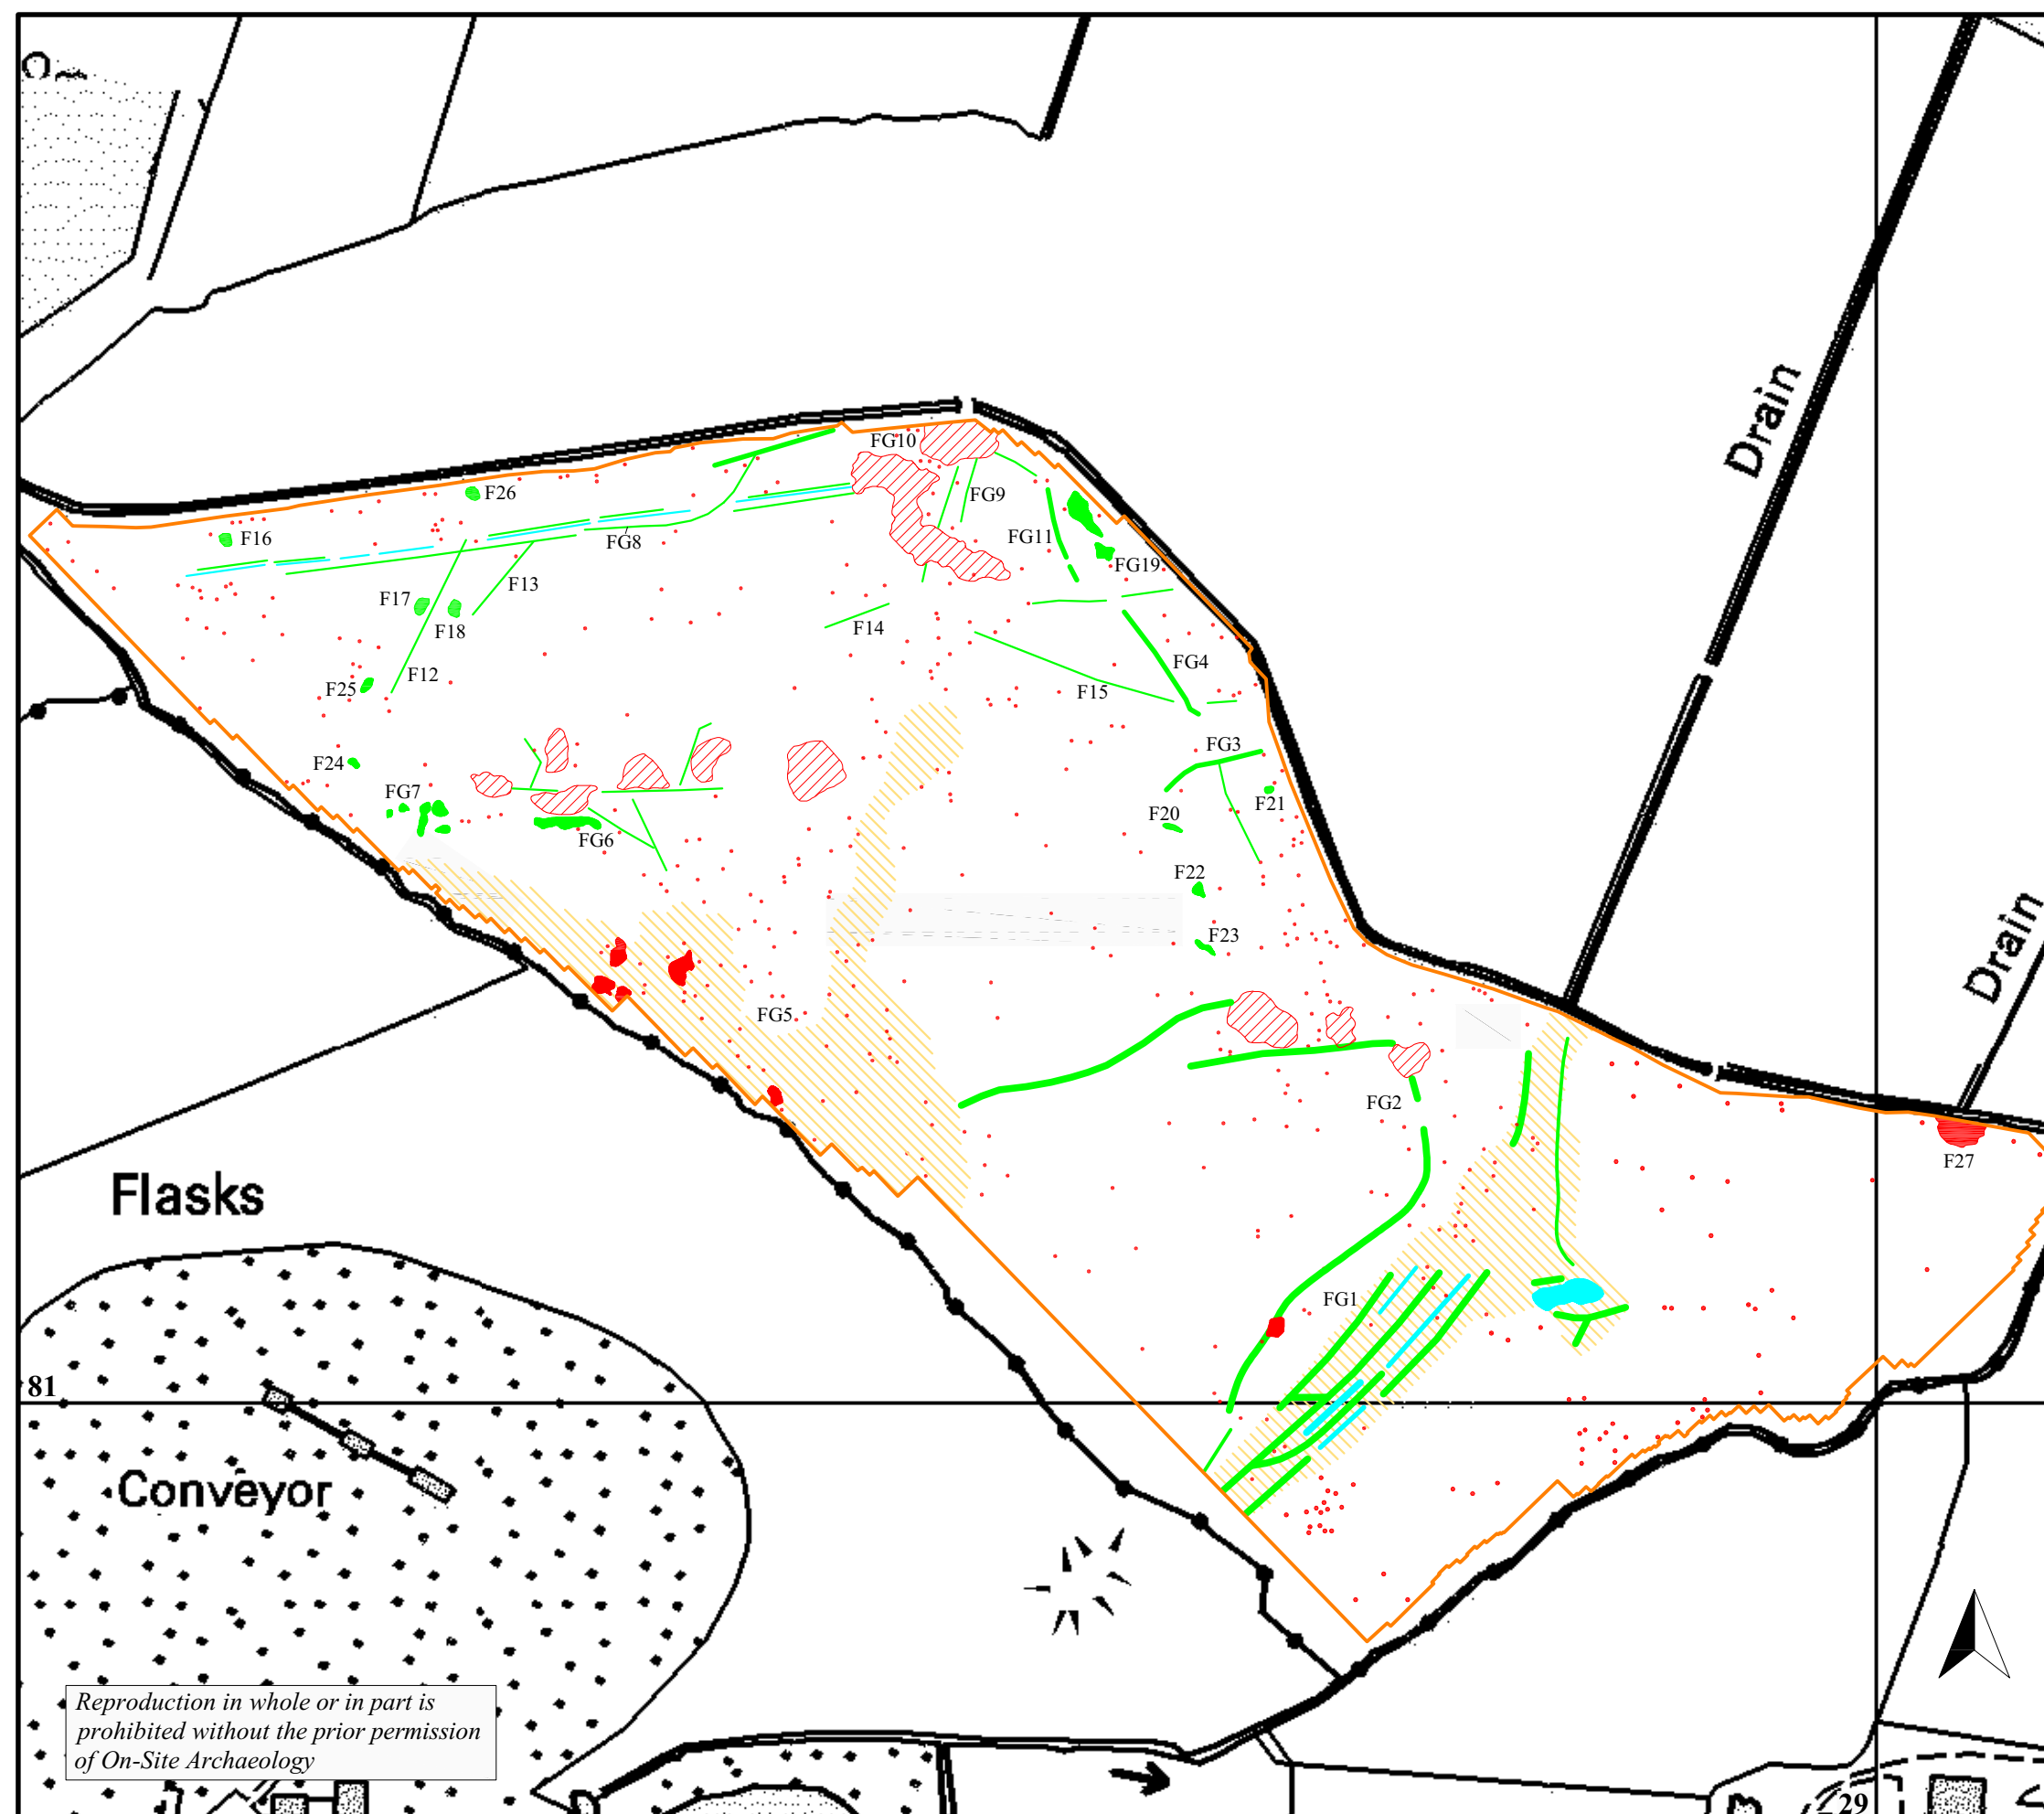 Drain
FG10
F26
FG9
F16
FG11
FG8
FG19
F13
F17
F14
F18
FG4
F12
F25
F15
FG3
F24
FG7
F21
F20
FG6
F22
Drain
F23
FG5
FG2
F27
Flasks
FG1
81
Conveyor
Reproduction in whole or in part is
prohibited without the prior permission
of On-Site Archaeology
29